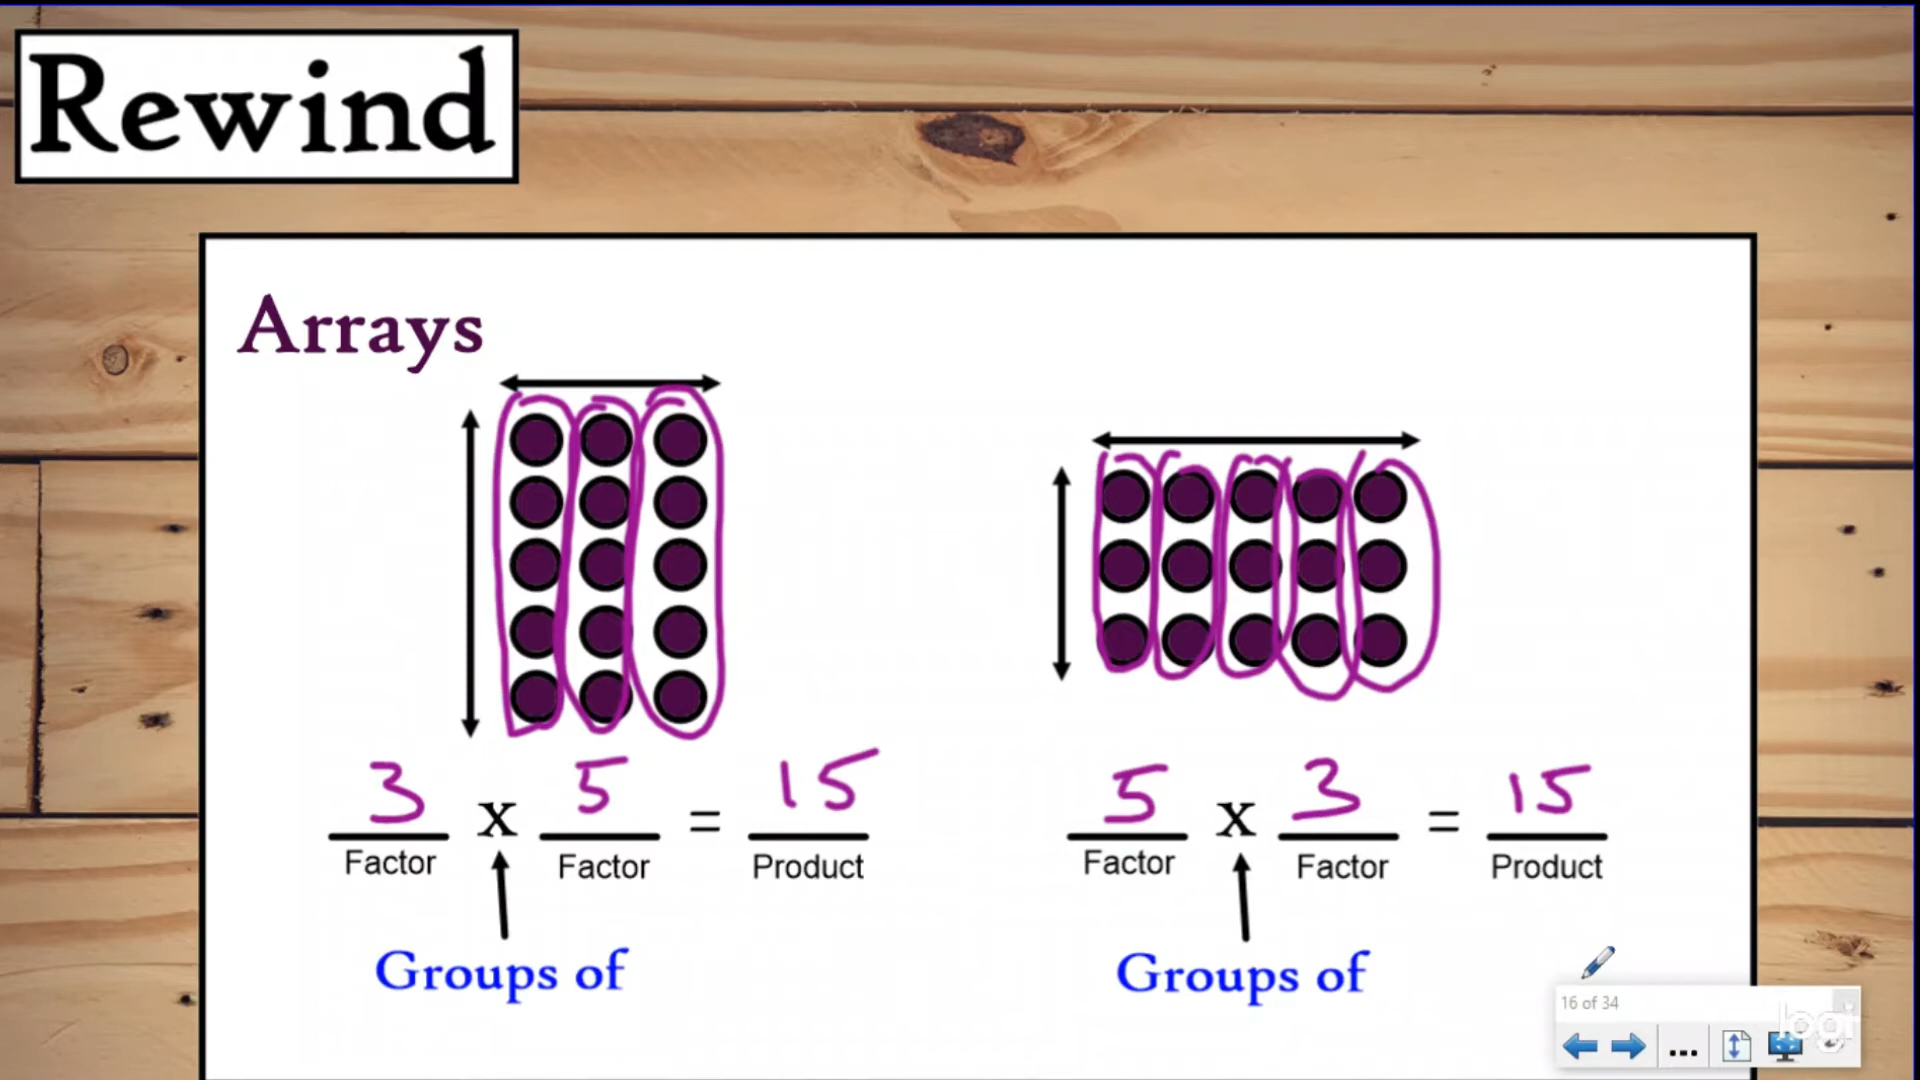 Rewind
Arrays
3 x 5 = 15
Factor Factor Product
Groups of
5 x 3 = 15
Factor Factor Product
Groups of
16 of 34
logi